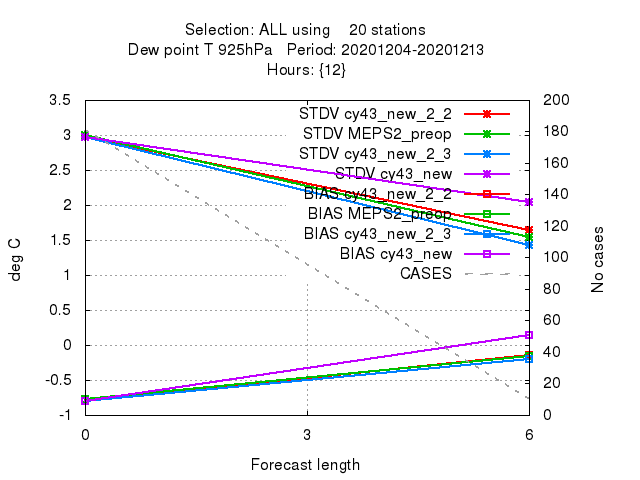 Selection: ALL using 20 stations
Dew point T 925hPa Period: 20201204-20201213
Hours: {12}
3.5
3
2.5
2
1.5
1
0.5
0
-0.5
-1
deg C
STDV cy43_new_2_2
STDV MEPS2_preop
STDV cy43_new_2_3
STDV cy43_new
BIAS cy43_new_2_2
BIAS MEPS2_preop
BIAS cy43_new_2_3
BIAS cy43_new
CASES
200
180
160
140
120
100
80
60
40
20
0
No cases
0 3 6
Forecast length